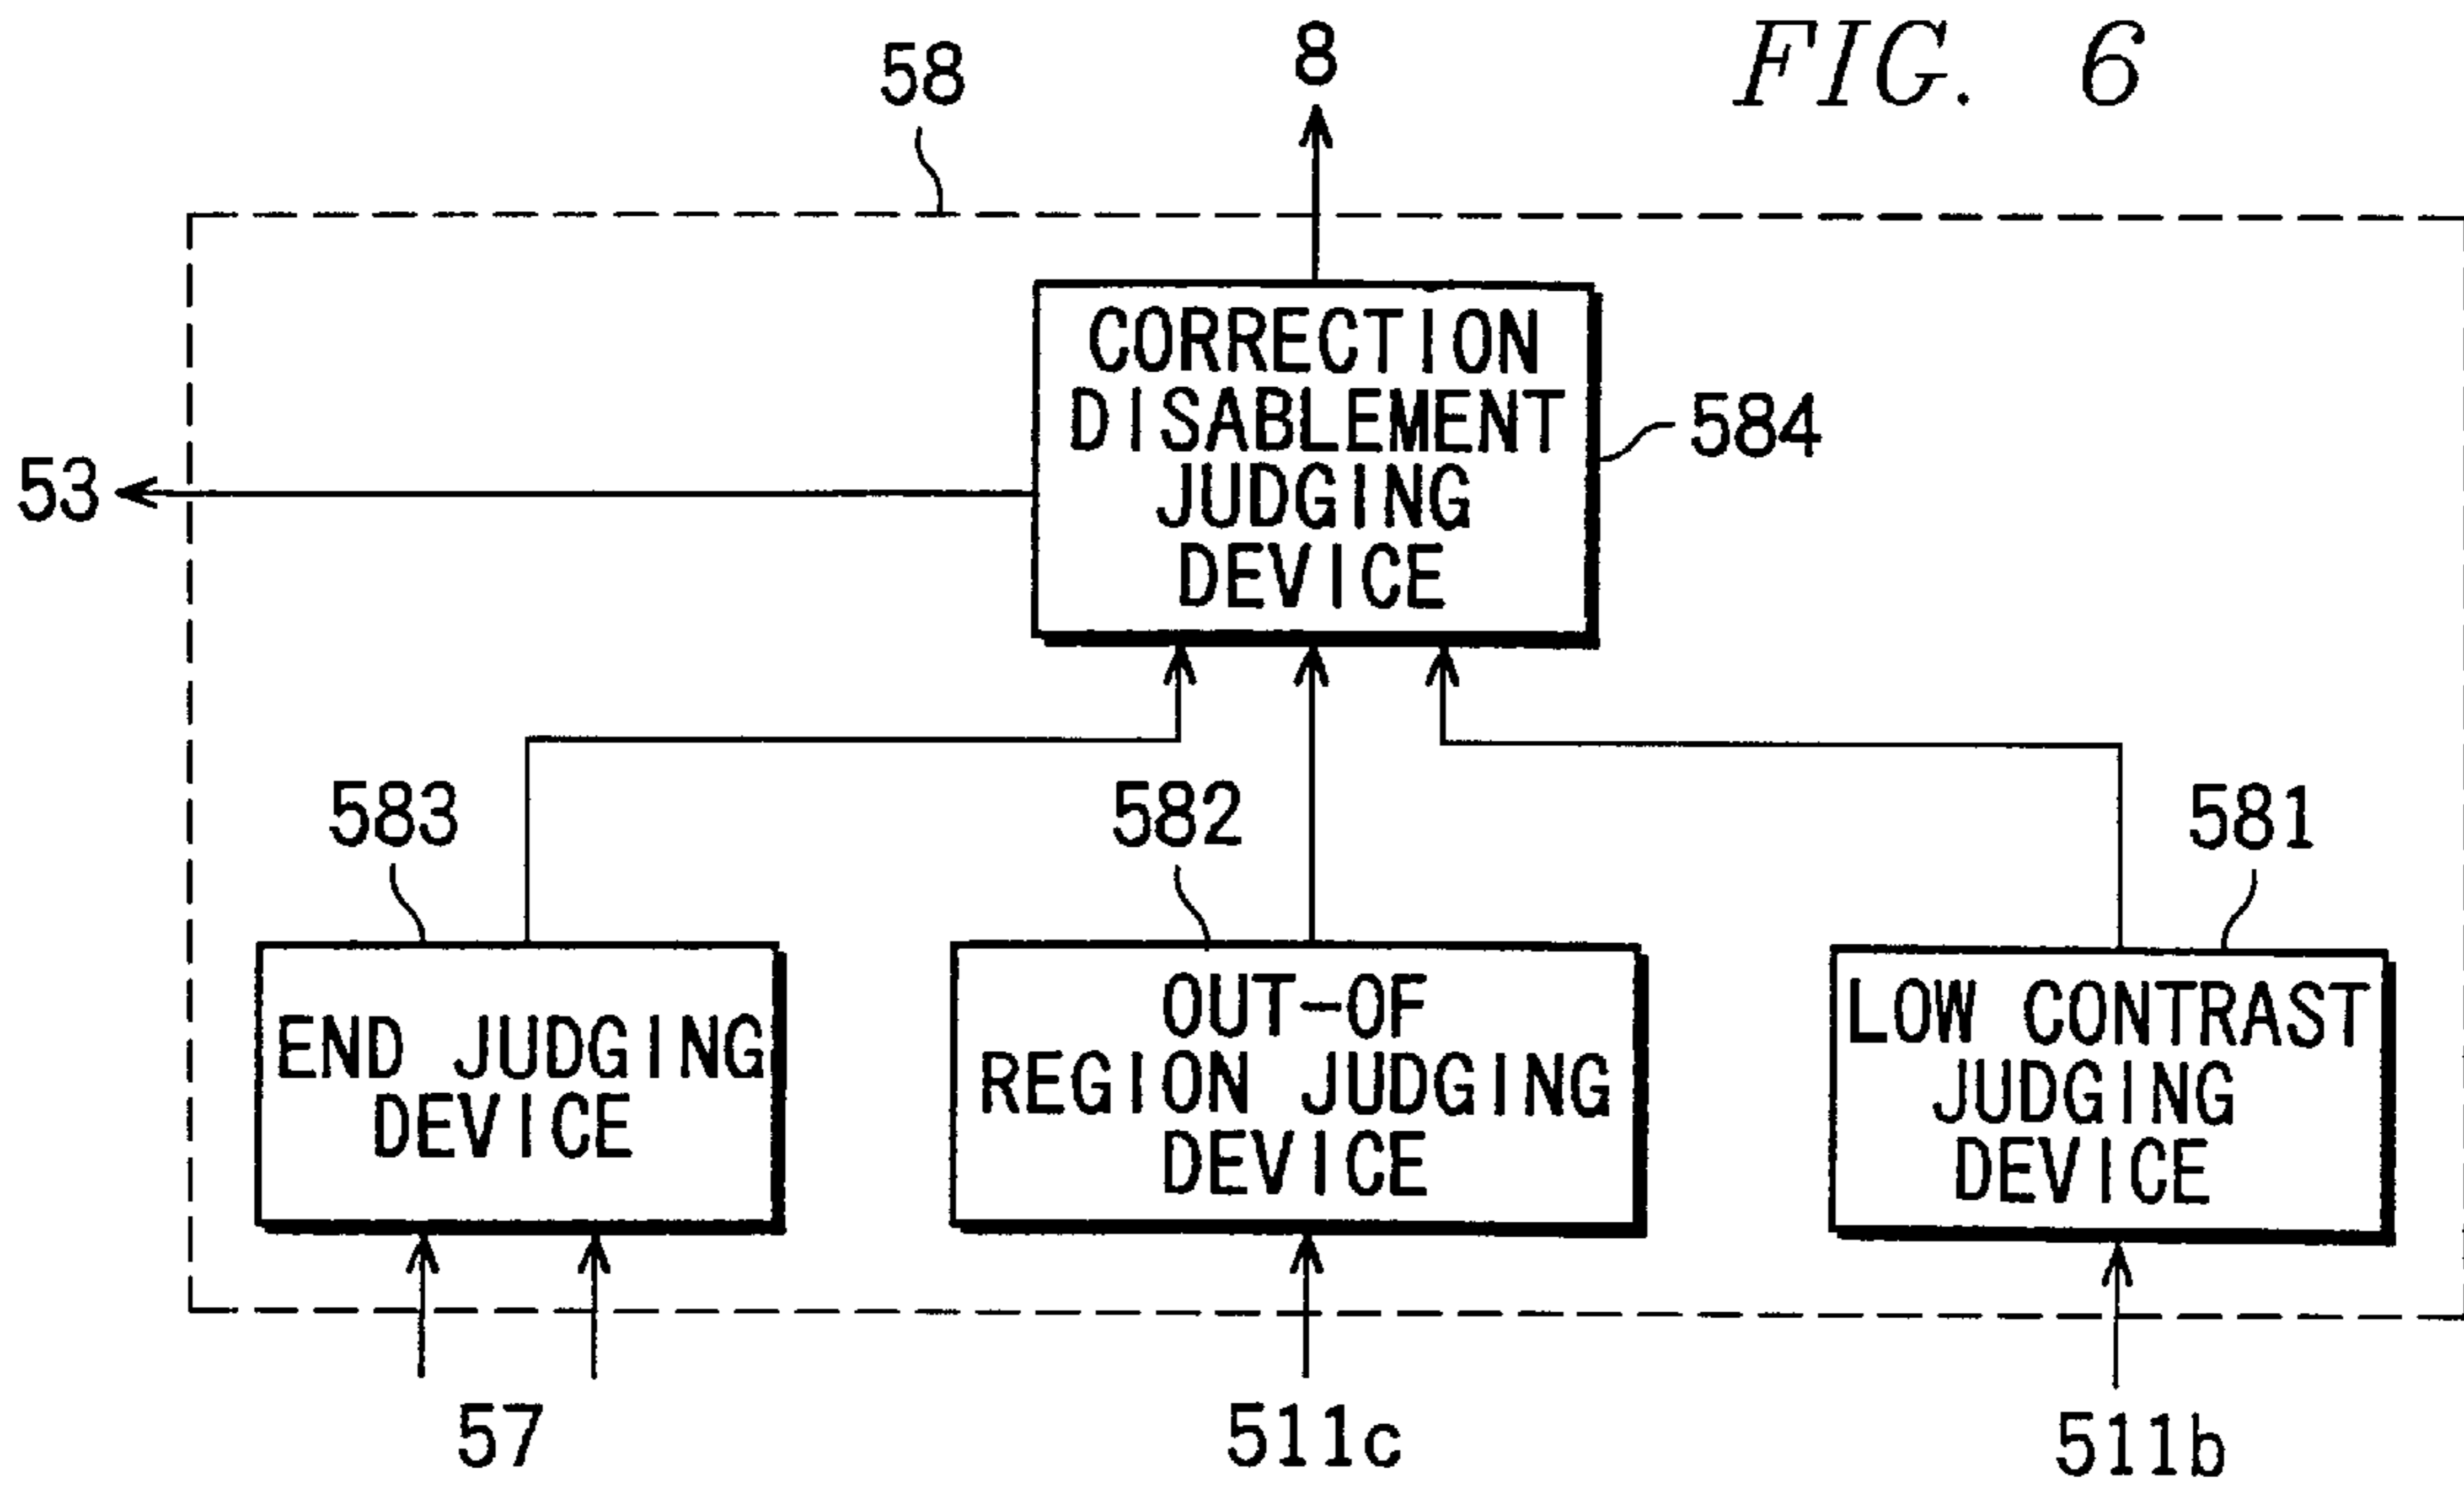 FIG. 6
8
58
CORRECTION
DISABLEMENT
JUDGING
DEVICE
584
53
583
582
581
END JUDGING
DEVICE
OUT-OF
REGION JUDGING
DEVICE
LOW CONTRAST
JUDGING
DEVICE
57
511c
511b